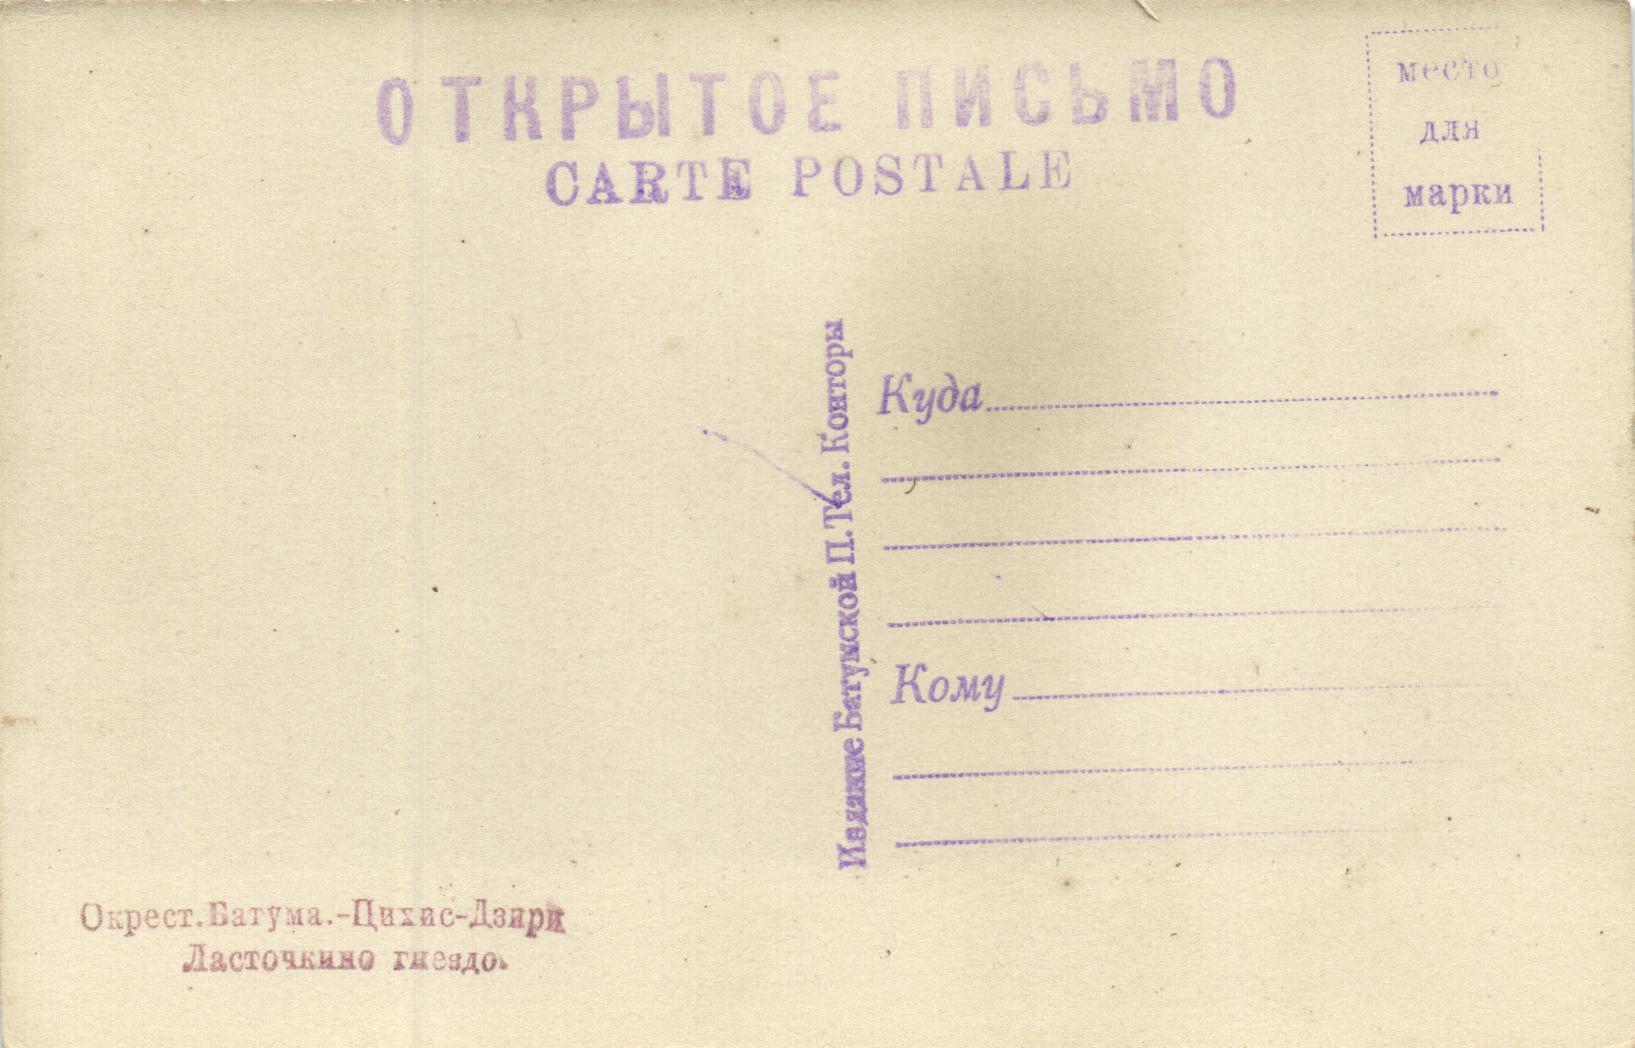 ОТКРЫТОЕ ПИСЬМО
CARTE POSTALE
место
для
марки
Издание Батумской П. Тел. Конторы
Куда
Кому
Окрест. Батума.-Цихис-Дзири
Ласточкино гнездо.